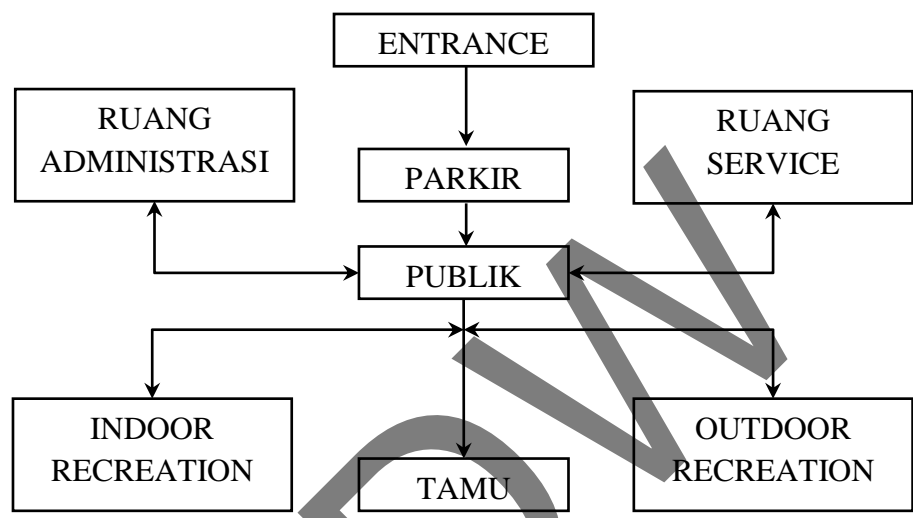 ENTRANCE
RUANG
ADMINISTRASI
RUANG
SERVICE
PARKIR
PUBLIK
INDOOR
RECREATION
OUTDOOR
RECREATION
TAMU